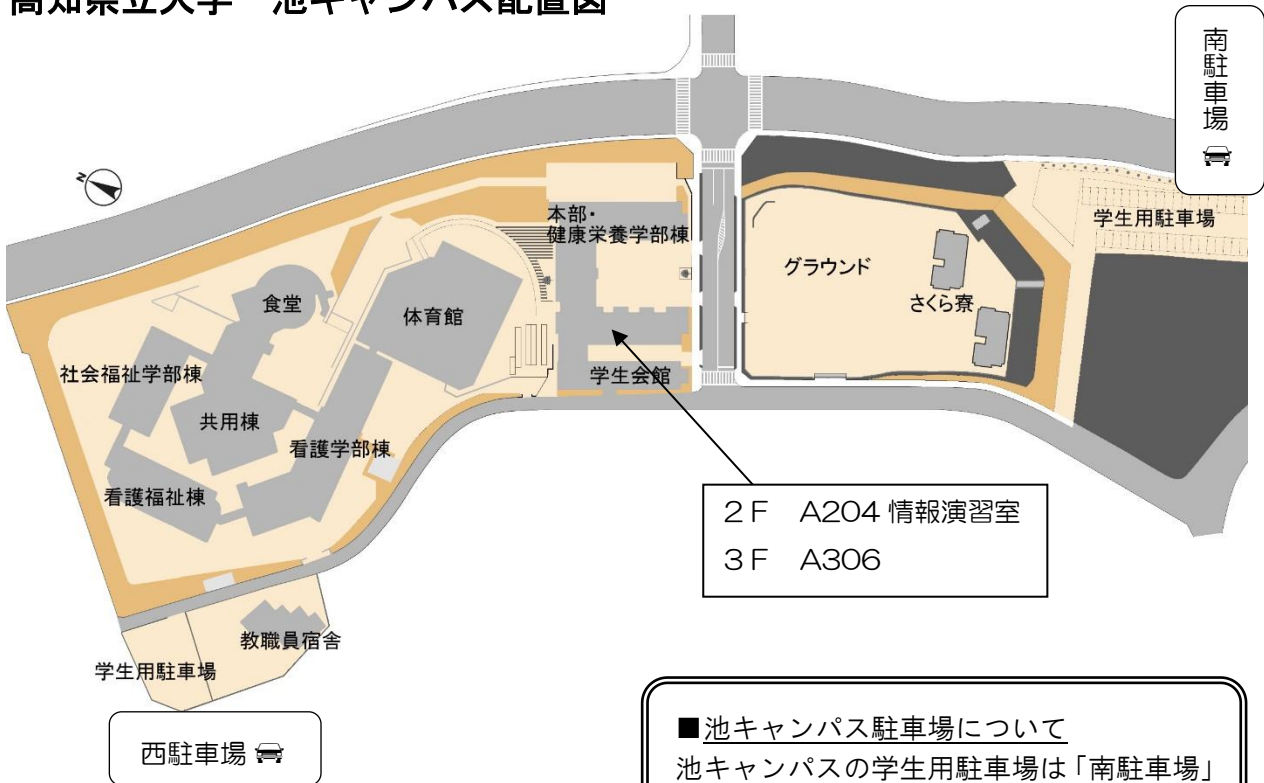 高知県立大学 池キャンパス配置図
南駐車場
N
本部・
健康栄養学部棟
学生用駐車場
グラウンド
食堂
体育館
さくら寮
社会福祉学部棟
学生会館
共用棟
看護学部棟
看護福祉棟
2F A204 情報演習室
3F A306
教職員宿舎
学生用駐車場
西駐車場
■池キャンパス駐車場について
池キャンパスの学生用駐車場は「南駐車場」